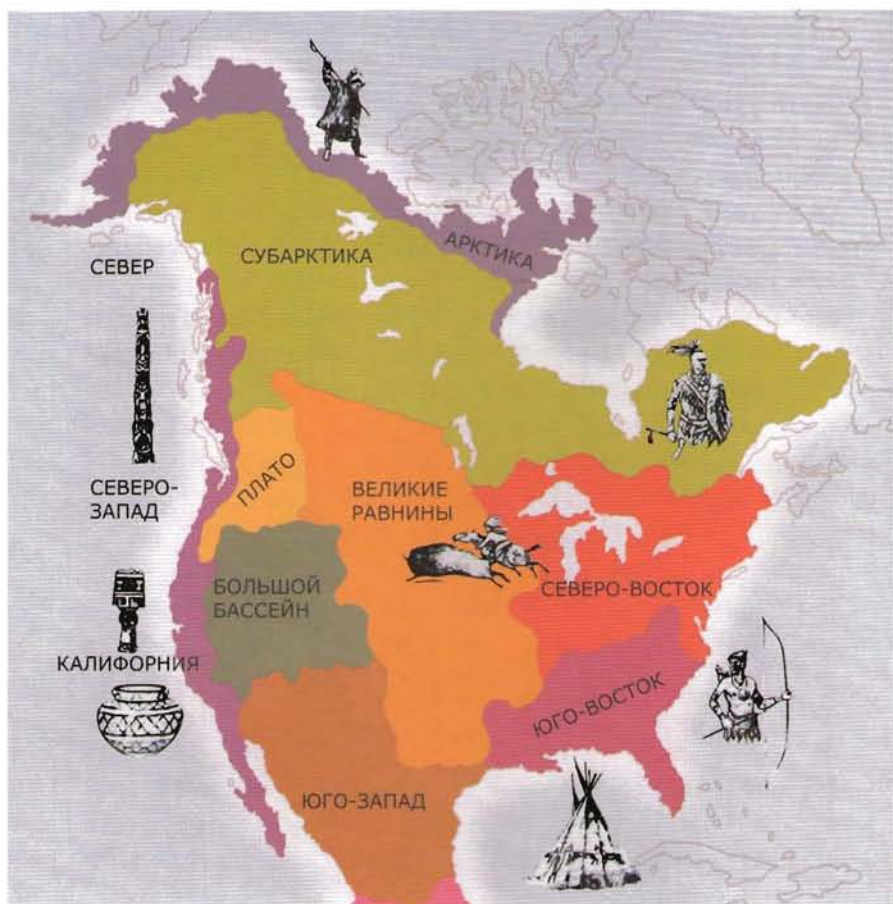 АРКТИКА
СУБАРКТИКА
СЕВЕР
СЕВЕРО-
ЗАПАД
ПЛАТО
ВЕЛИКИЕ
РАВНИНЫ
БОЛЬШОЙ
БАССЕЙН
СЕВЕРО-ВОСТОК
КАЛИФОРНИЯ
ЮГО-ВОСТОК
ЮГО-ЗАПАД